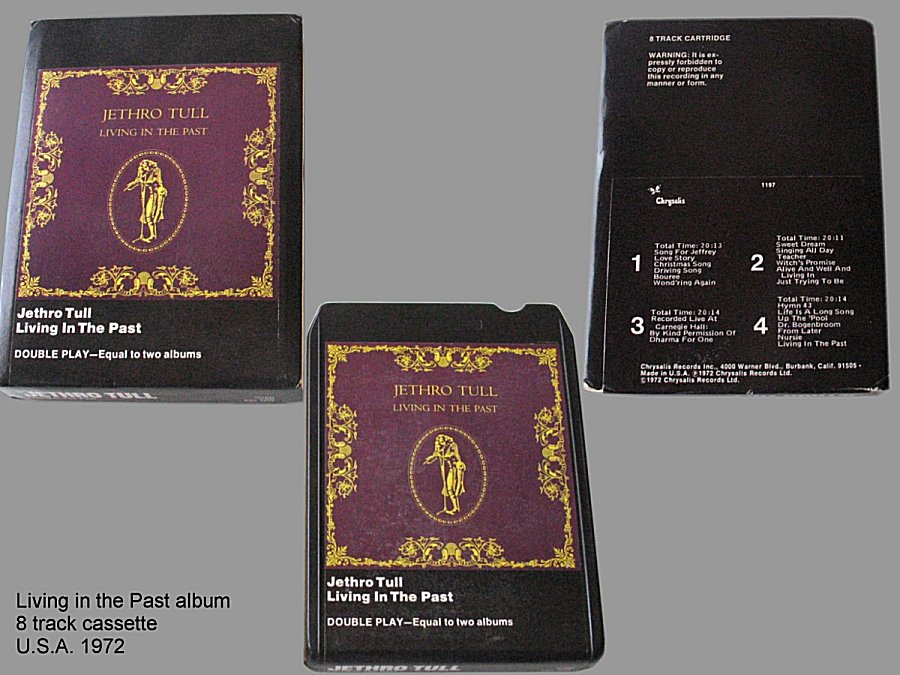 JETHRO TULL
LIVING IN THE PAST
Jethro Tull
Living In The Past
DOUBLE PLAY—Equal to two albums
JETHRO TULL
8 TRACK CARTRIDGE
WARNING: It is ex-
pressly forbidden to
copy or reproduce
this recording in any
manner or form.
Chrysalis
1197
1
Total Time: 20:13
Song For Jeffrey
Love Story
Christmas Song
Driving Song
Bouree
Wond'ring Again
2
Total Time: 20:11
Sweet Dream
Singing All Day
Teacher
Witch's Promise
Alive And Well And
Living In
Just Trying To Be
3
Total Time: 20:14
Recorded Live At
Carnegie Hall:
By Kind Permission Of
Dharma For One
4
Total Time: 20:14
Hymn 43
Life Is A Long Song
Up The 'Pool
Dr. Bogenbroom
From Later
Nursie
Living In The Past
Chrysalis Records Inc., 4000 Warner Blvd., Burbank, Calif. 91505 •
Made in U.S.A. ℗1972 Chrysalis Records Ltd.
©1972 Chrysalis Records Ltd.
JETHRO TULL
LIVING IN THE PAST
Jethro Tull
Living In The Past
DOUBLE PLAY—Equal to two albums
JETHRO TULL
Living in the Past album
8 track cassette
U.S.A. 1972